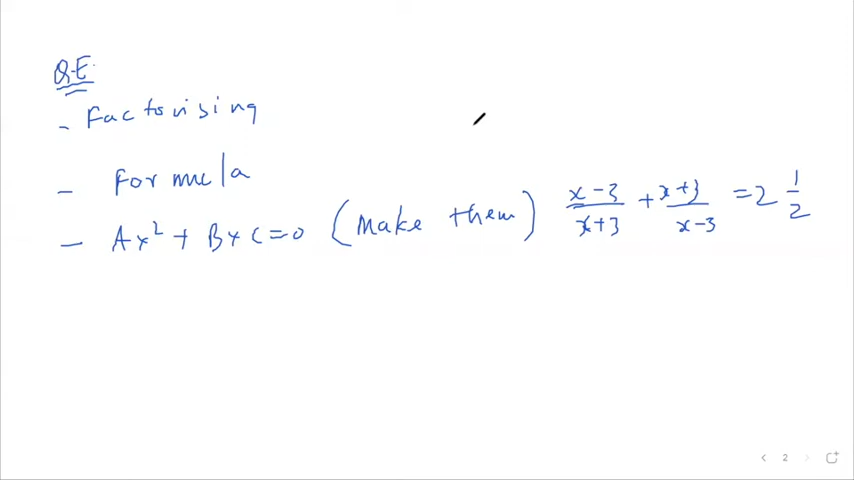 Q.E.
- Factorising
- Formula
- Ax² + Bx C=0 (Make them) x-3/x+3 + x+3/x-3 = 2 1/2
2